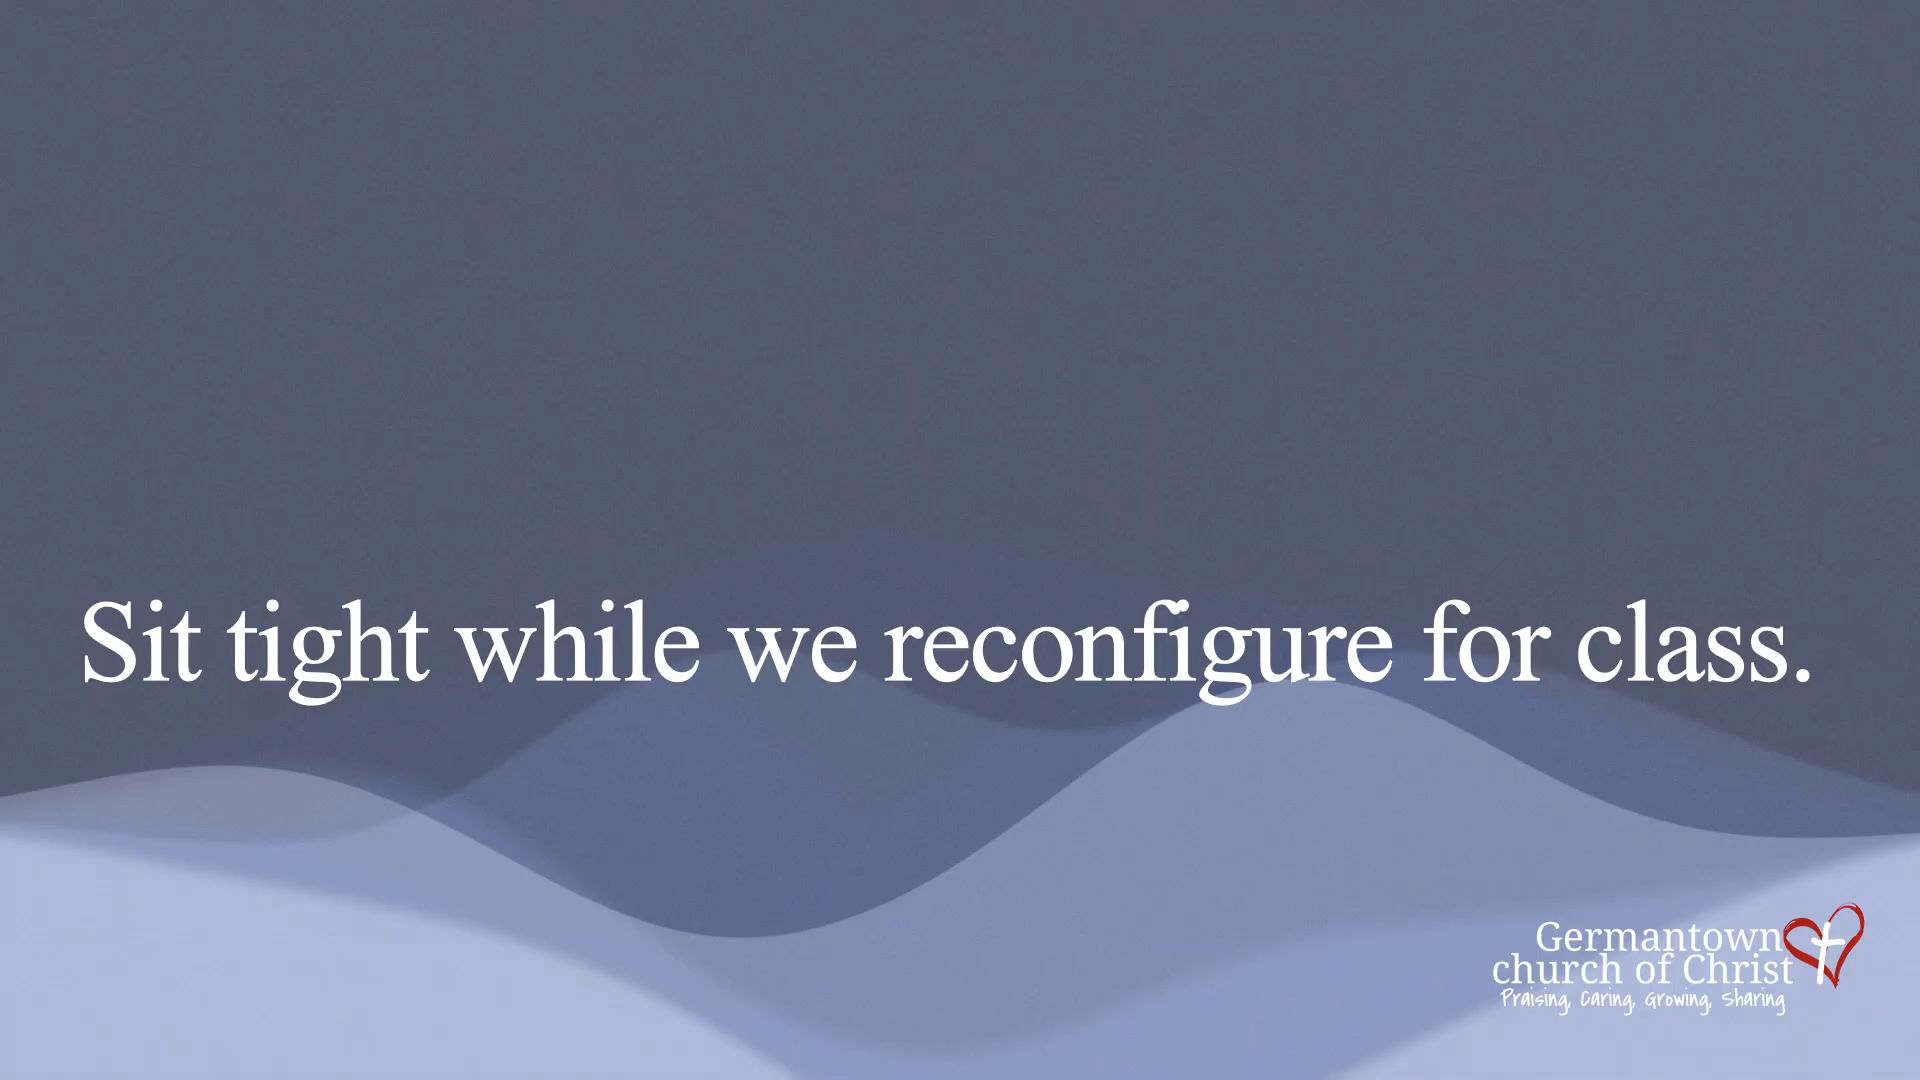 Sit tight while we reconfigure for class.
Germantown
church of Christ
Praising, Caring, Growing, Sharing